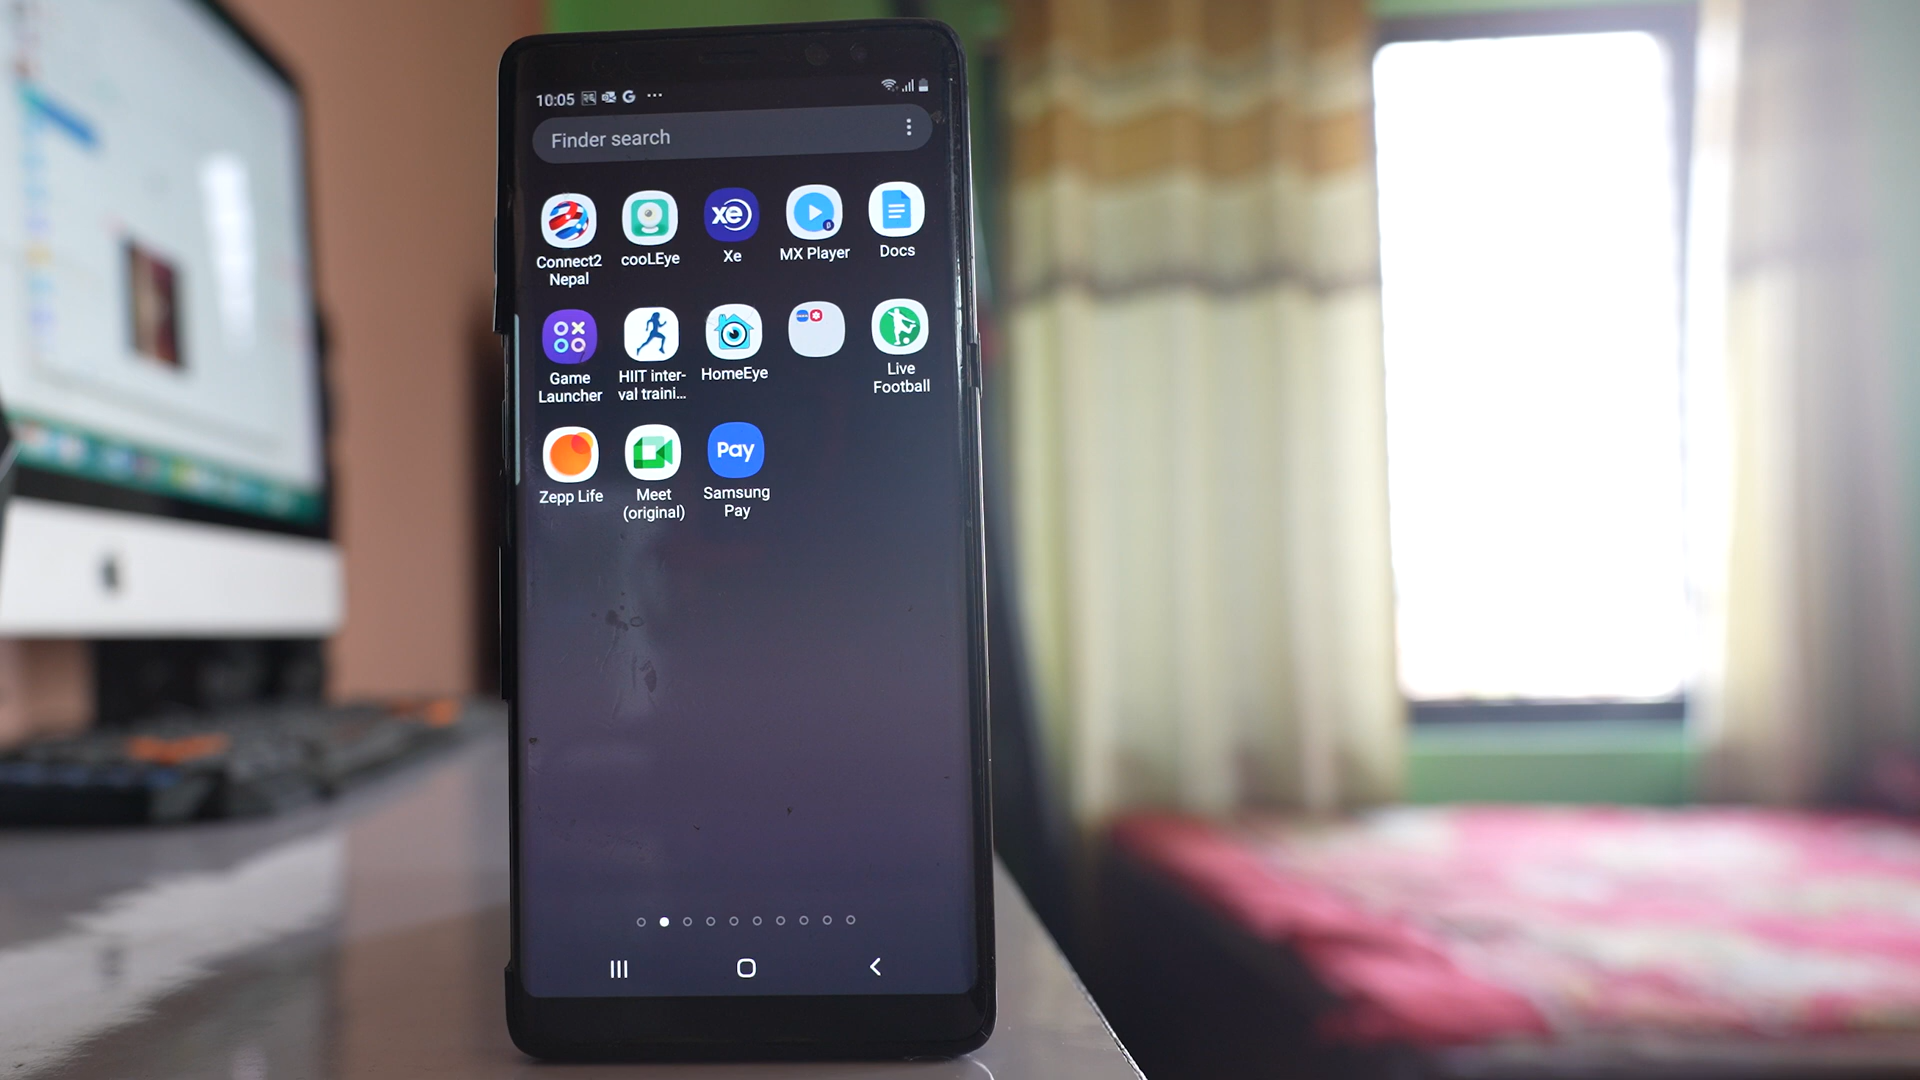 10:05
Finder search
xe
Connect2
Nepal
cooLEye
Xe
MX Player
Docs
Game
Launcher
HIIT inter-
val traini...
HomeEye
Live
Football
Pay
Zepp Life
Meet
(original)
Samsung
Pay